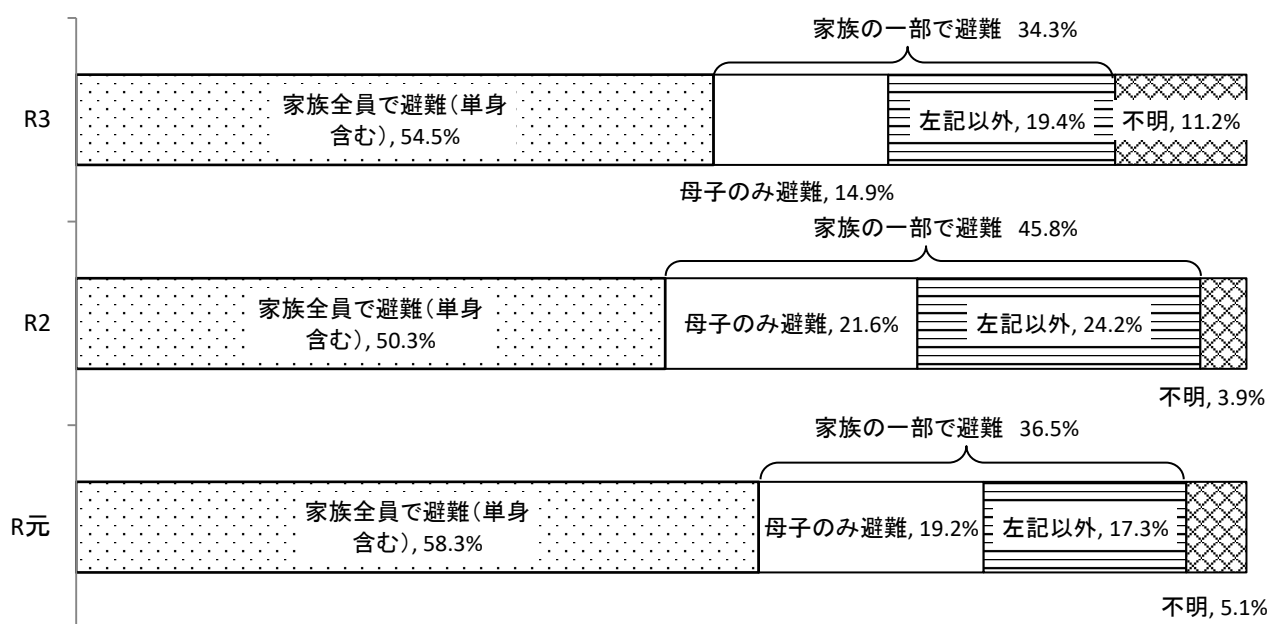 家族の一部で避難 34.3%
R3
家族全員で避難(単身
含む), 54.5%
左記以外, 19.4%
不明, 11.2%
母子のみ避難, 14.9%
家族の一部で避難 45.8%
R2
家族全員で避難(単身
含む), 50.3%
母子のみ避難, 21.6%
左記以外, 24.2%
不明, 3.9%
家族の一部で避難 36.5%
R元
家族全員で避難(単身
含む), 58.3%
母子のみ避難, 19.2%
左記以外, 17.3%
不明, 5.1%